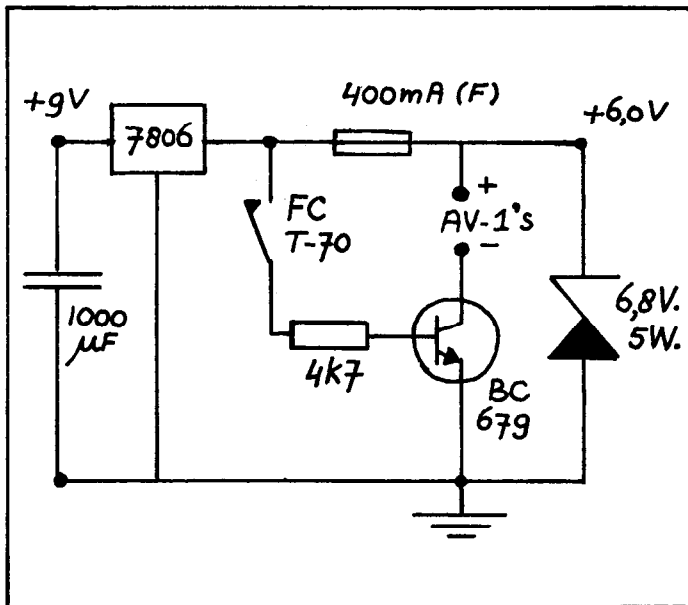 +9V
7806
400mA (F)
+6,0V
FC
T-70
+
AV-1's
-
1000
µF
4k7
BC
679
6,8V.
5W.